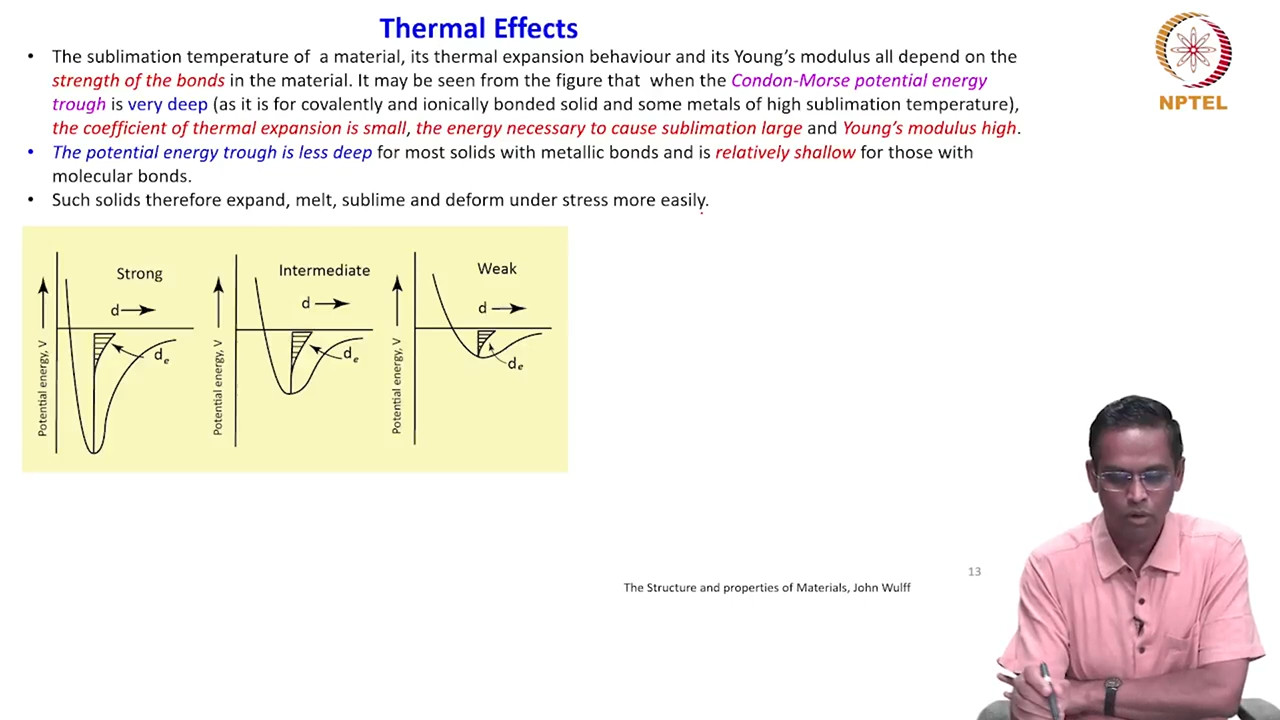 Thermal Effects
NPTEL
• The sublimation temperature of a material, its thermal expansion behaviour and its Young's modulus all depend on the
strength of the bonds in the material. It may be seen from the figure that when the Condon-Morse potential energy
trough is very deep (as it is for covalently and ionically bonded solid and some metals of high sublimation temperature),
the coefficient of thermal expansion is small, the energy necessary to cause sublimation large and Young's modulus high.
• The potential energy trough is less deep for most solids with metallic bonds and is relatively shallow for those with
molecular bonds.
• Such solids therefore expand, melt, sublime and deform under stress more easily.
Strong
d
de
Potential energy, V
Intermediate
d
de
Potential energy, V
Weak
d
de
Potential energy, V
13
The Structure and properties of Materials, John Wulff